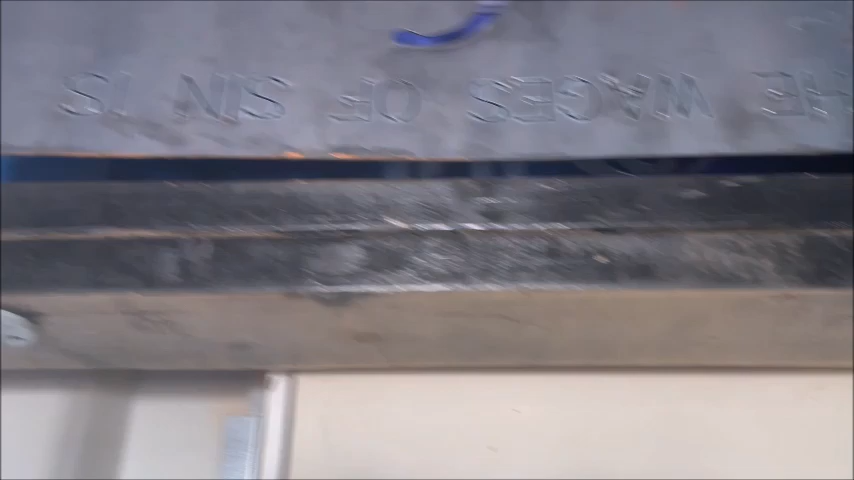 HE WAGES OF SIN IS